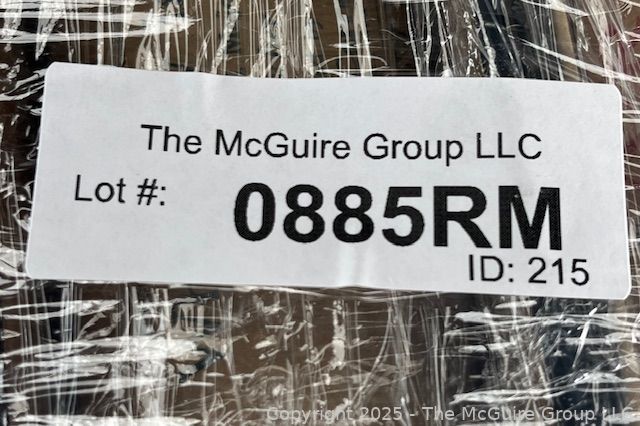 The McGuire Group LLC
Lot #: 0885RM
ID: 215
Copyright 2025 - The McGuire Group LLC